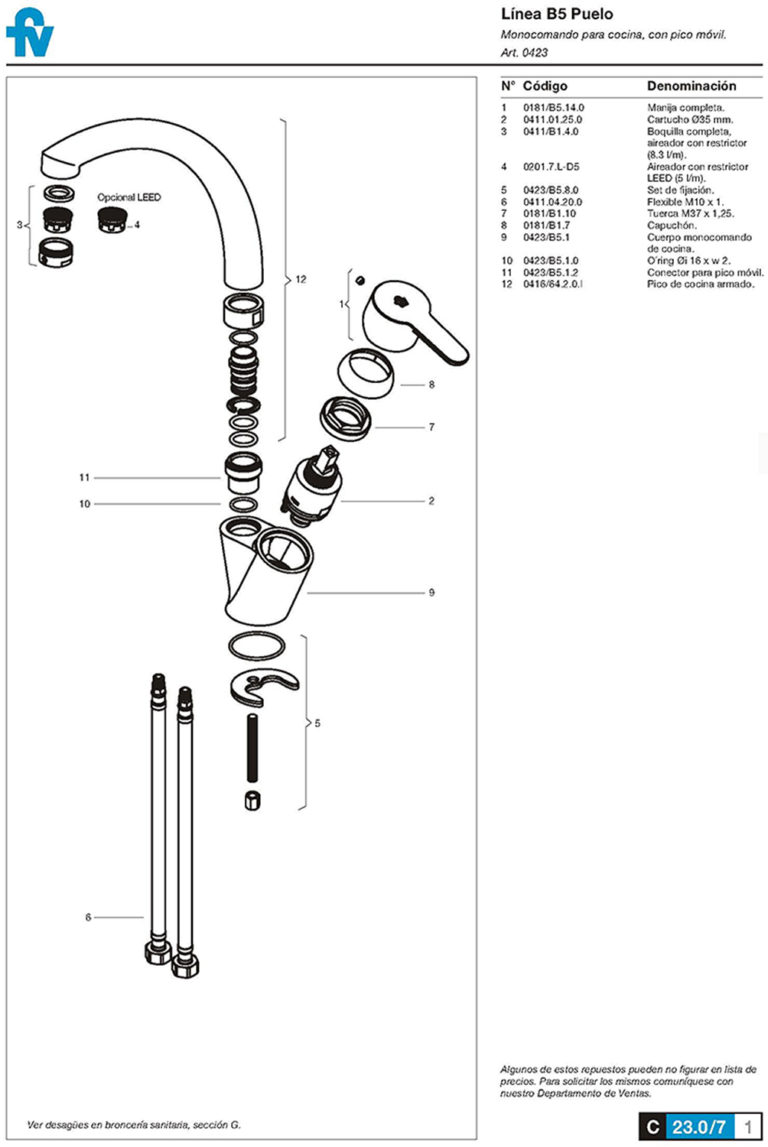 fv
Línea B5 Puelo
Monocomando para cocina, con pico móvil.
Art. 0423
N° Código Denominación
1 0181/B5.14.0 Manija completa.
2 0411.01.25.0 Cartucho Ø35 mm.
3 0411/B1.4.0 Boquilla completa,
aireador con restrictor
(8.3 l/m).
4 0201.7.L-D5 Aireador con restrictor
LEED (5 l/m).
5 0423/B5.8.0 Set de fijación.
6 0411.04.20.0 Flexible M10 x 1.
7 0181/B1.10 Tuerca M37 x 1,25.
8 0181/B1.7 Capuchón.
9 0423/B5.1 Cuerpo monocomando
de cocina.
10 0423/B5.1.0 O'ring Øi 16 x w 2.
11 0423/B5.1.2 Conector para pico móvil.
12 0416/64.2.0.I Pico de cocina armado.
Opcional LEED
3
4
12
1
8
7
11
10
2
9
5
6
Algunos de estos repuestos pueden no figurar en lista de
precios. Para solicitar los mismos comuníquese con
nuestro Departamento de Ventas.
Ver desagües en broncería sanitaria, sección G.
C 23.0/7 1